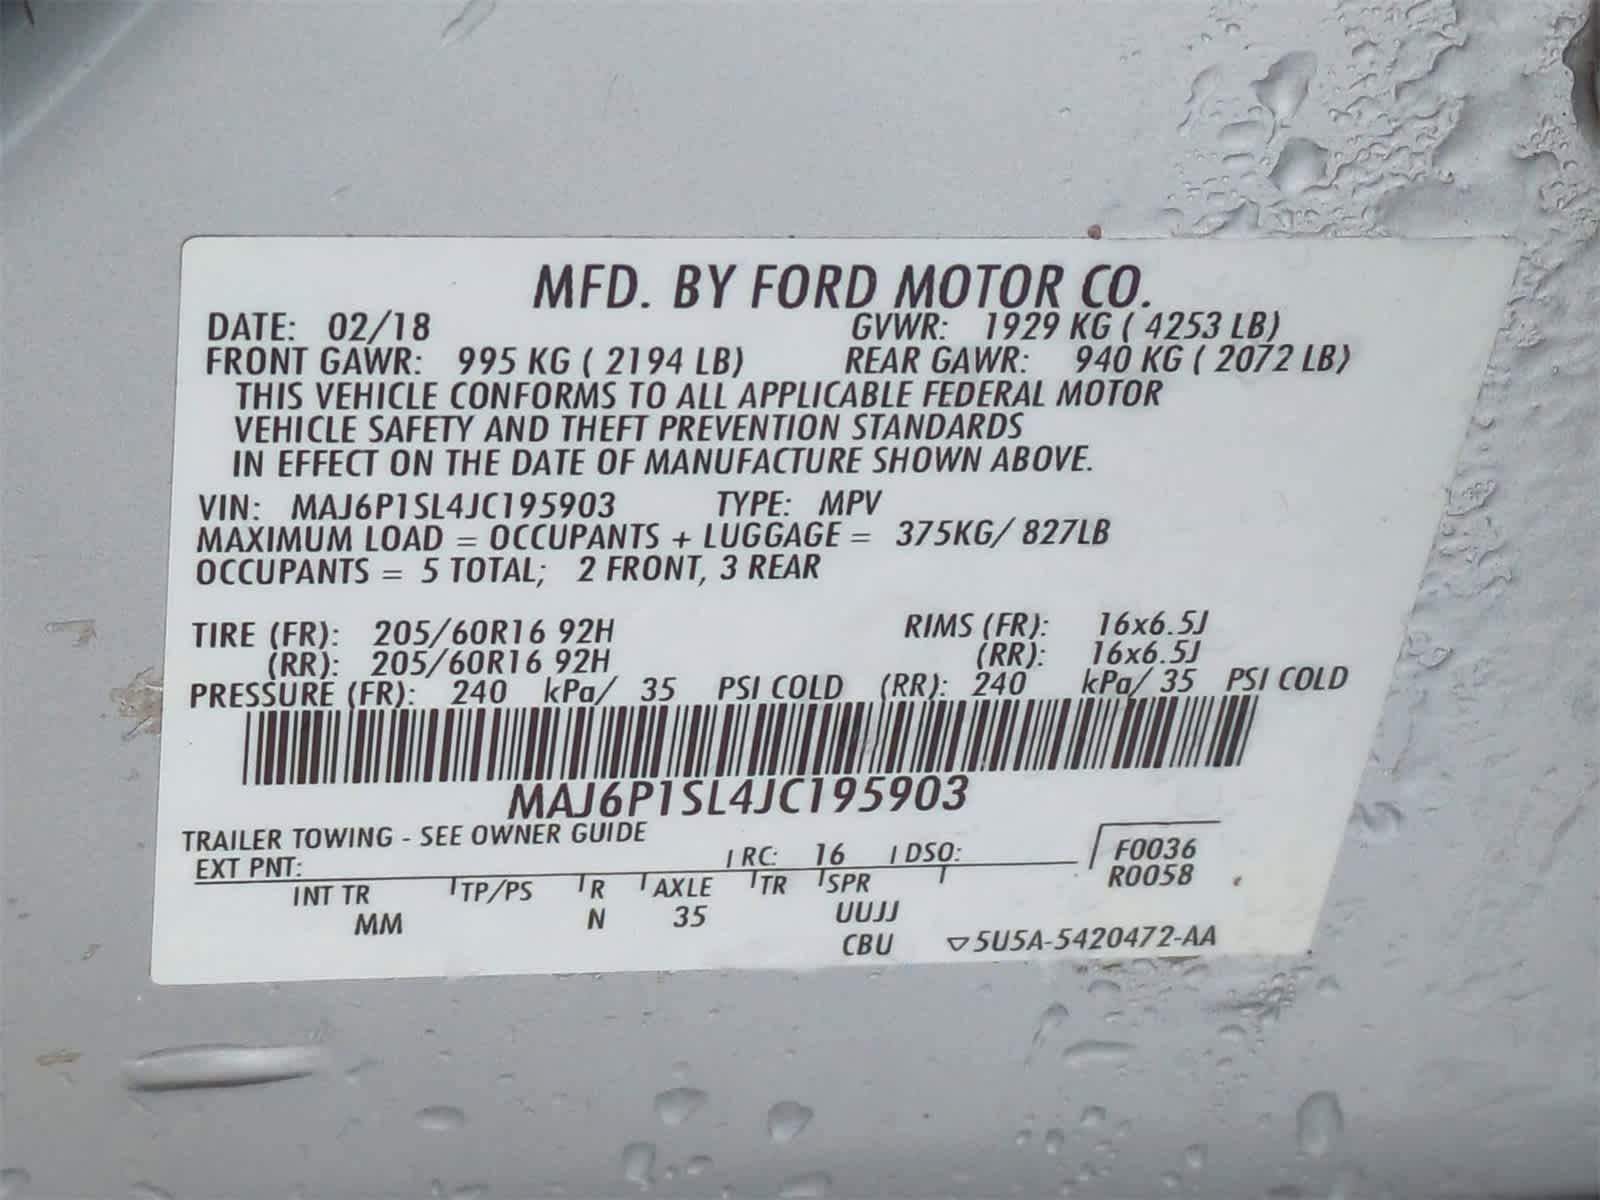 MFD. BY FORD MOTOR CO.
DATE: 02/18 GVWR: 1929 KG ( 4253 LB)
FRONT GAWR: 995 KG ( 2194 LB) REAR GAWR: 940 KG ( 2072 LB)
THIS VEHICLE CONFORMS TO ALL APPLICABLE FEDERAL MOTOR
VEHICLE SAFETY AND THEFT PREVENTION STANDARDS
IN EFFECT ON THE DATE OF MANUFACTURE SHOWN ABOVE.
VIN: MAJ6P1SL4JC195903 TYPE: MPV
MAXIMUM LOAD = OCCUPANTS + LUGGAGE = 375KG/ 827LB
OCCUPANTS = 5 TOTAL; 2 FRONT, 3 REAR
TIRE (FR): 205/60R16 92H RIMS (FR): 16x6.5J
(RR): 205/60R16 92H (RR): 16x6.5J
PRESSURE (FR): 240 kPa/ 35 PSI COLD (RR): 240 kPa/ 35 PSI COLD
MAJ6P1SL4JC195903
TRAILER TOWING - SEE OWNER GUIDE
EXT PNT: RC: 16 DSO: F0036
INT TR TP/PS R AXLE TR SPR R0058
MM N 35 UUJJ
CBU ▽5U5A-5420472-AA